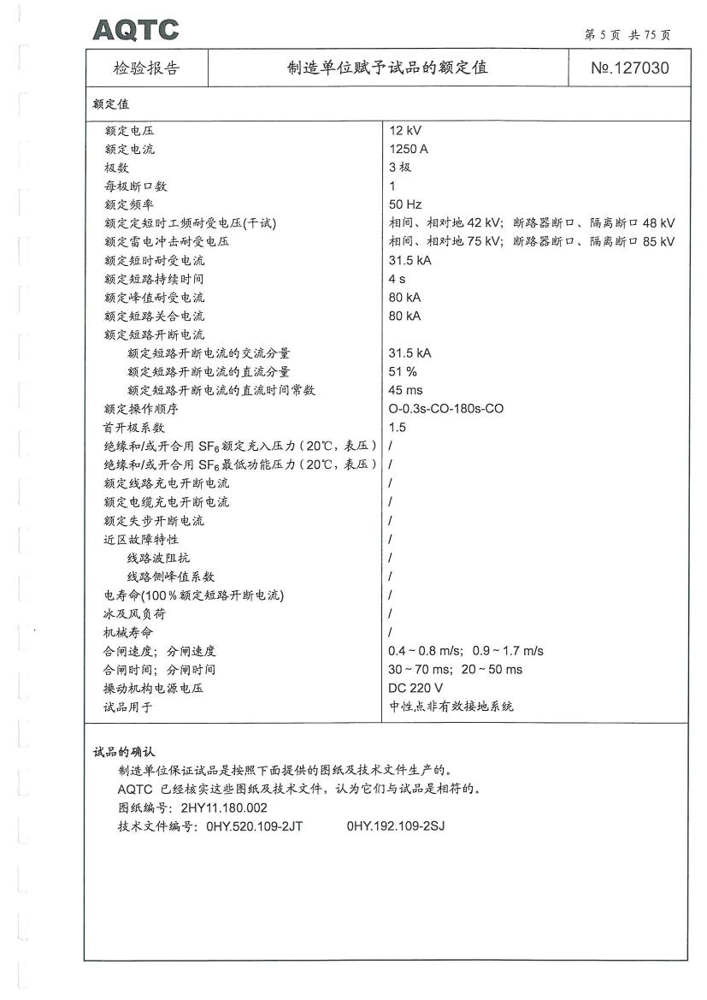 AQTC
第 5 页 共 75 页
检验报告 制造单位赋予试品的额定值 №.127030
额定值
额定电压 12 kV
额定电流 1250 A
极数 3 极
每极断口数 1
额定频率 50 Hz
额定定短时工频耐受电压(干试) 相间、相对地 42 kV；断路器断口、隔离断口 48 kV
额定雷电冲击耐受电压 相间、相对地 75 kV；断路器断口、隔离断口 85 kV
额定短时耐受电流 31.5 kA
额定短路持续时间 4 s
额定峰值耐受电流 80 kA
额定短路关合电流 80 kA
额定短路开断电流
额定短路开断电流的交流分量 31.5 kA
额定短路开断电流的直流分量 51 %
额定短路开断电流的直流时间常数 45 ms
额定操作顺序 O-0.3s-CO-180s-CO
首开极系数 1.5
绝缘和/或开合用 SF₆ 额定充入压力（20℃，表压） /
绝缘和/或开合用 SF₆ 最低功能压力（20℃，表压） /
额定线路充电开断电流 /
额定电缆充电开断电流 /
额定失步开断电流 /
近区故障特性 /
线路波阻抗 /
线路侧峰值系数 /
电寿命(100％额定短路开断电流) /
冰及风负荷 /
机械寿命 /
合闸速度；分闸速度 0.4～0.8 m/s；0.9～1.7 m/s
合闸时间；分闸时间 30～70 ms；20～50 ms
操动机构电源电压 DC 220 V
试品用于 中性点非有效接地系统
试品的确认
制造单位保证试品是按照下面提供的图纸及技术文件生产的。
AQTC 已经核实这些图纸及技术文件，认为它们与试品是相符的。
图纸编号：2HY11.180.002
技术文件编号：0HY.520.109-2JT 0HY.192.109-2SJ